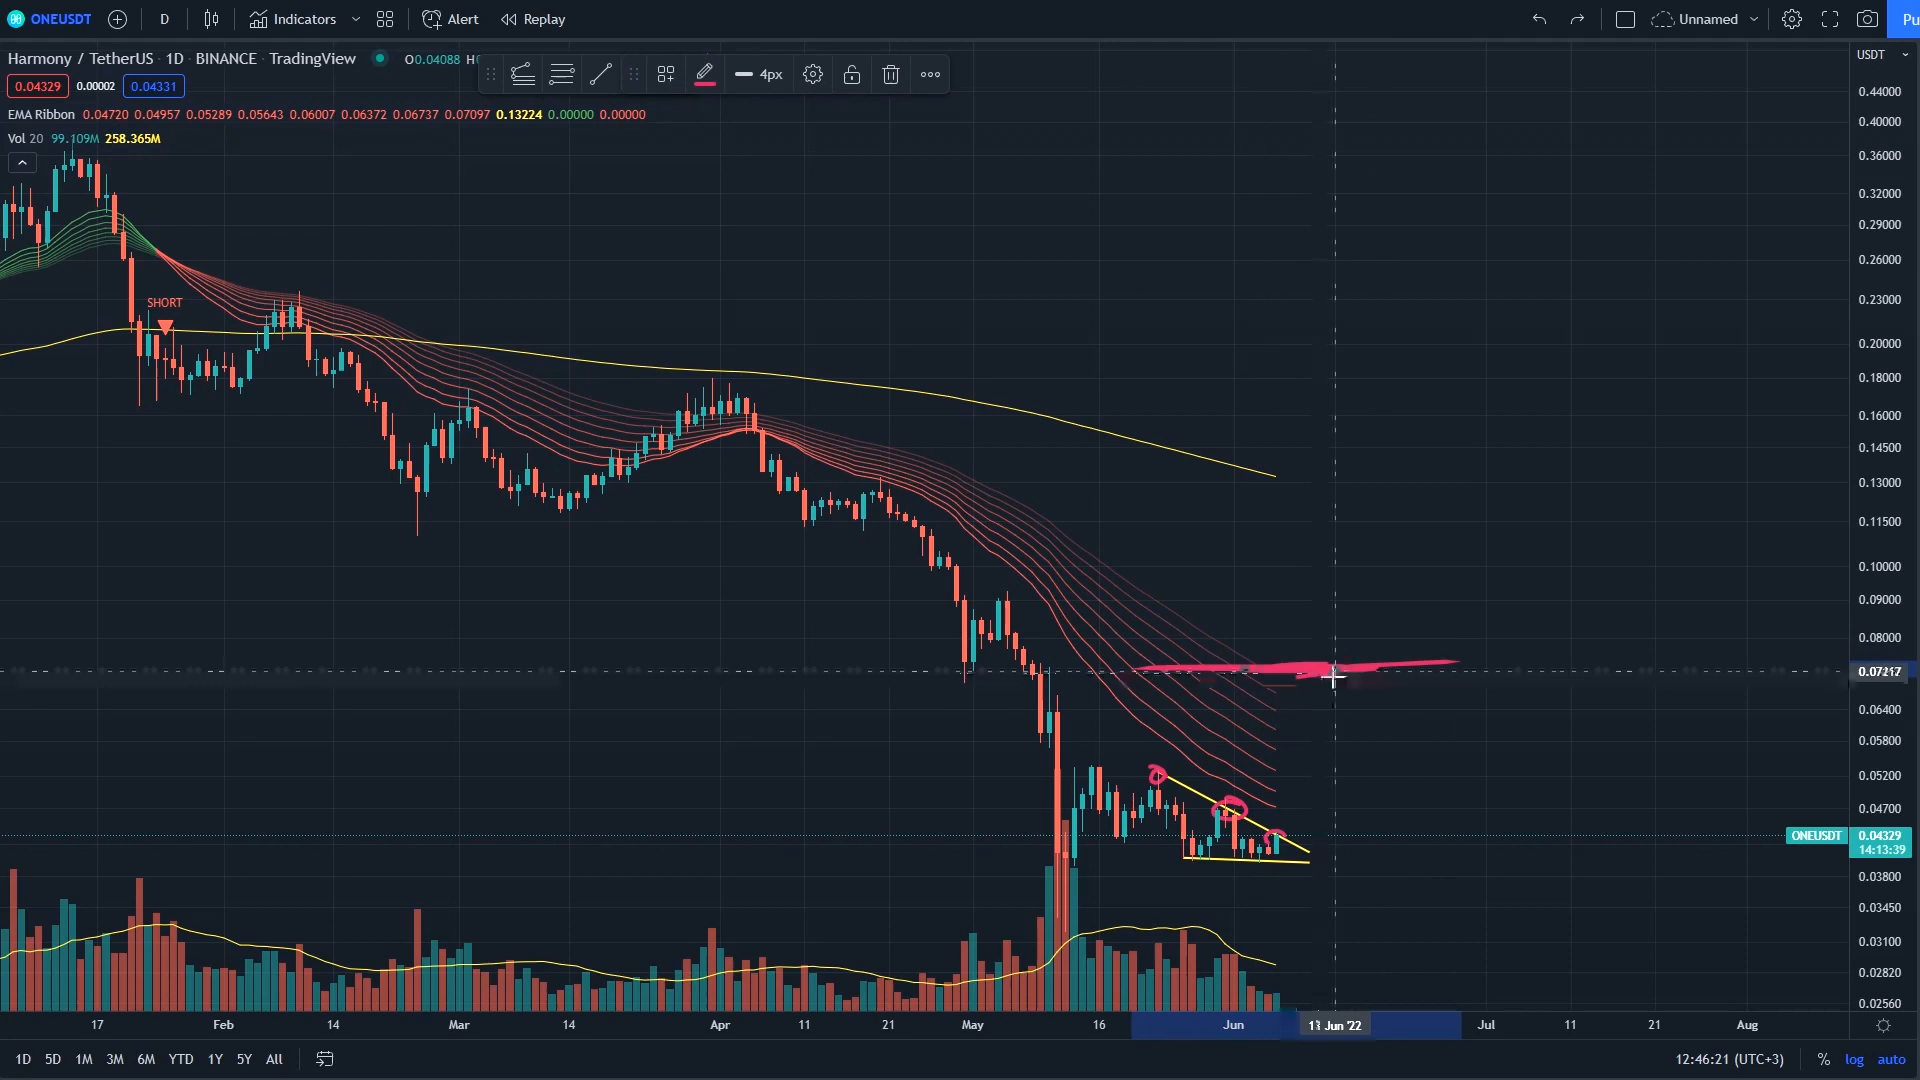 ONEUSDT D Indicators Alert Replay Unnamed Pu
Harmony / TetherUS · 1D · BINANCE · TradingView O0.04088 H
4px
USDT
0.04329 0.00002 0.04331
EMA Ribbon 0.04720 0.04957 0.05289 0.05643 0.06007 0.06372 0.06737 0.07097 0.13224 0.00000 0.00000
Vol 20 99.109M 258.365M
SHORT
0.44000
0.40000
0.36000
0.32000
0.29000
0.26000
0.23000
0.20000
0.18000
0.16000
0.14500
0.13000
0.11500
0.10000
0.09000
0.08000
0.06400
0.05800
0.05200
0.04700
ONEUSDT 0.04329
14:13:39
0.03800
0.03450
0.03100
0.02820
0.02560
17 Feb 14 Mar 14 Apr 11 21 May 16 Jun Jun '22 Jul 11 21 Aug
1D 5D 1M 3M 6M YTD 1Y 5Y All 12:46:21 (UTC+3) % log auto